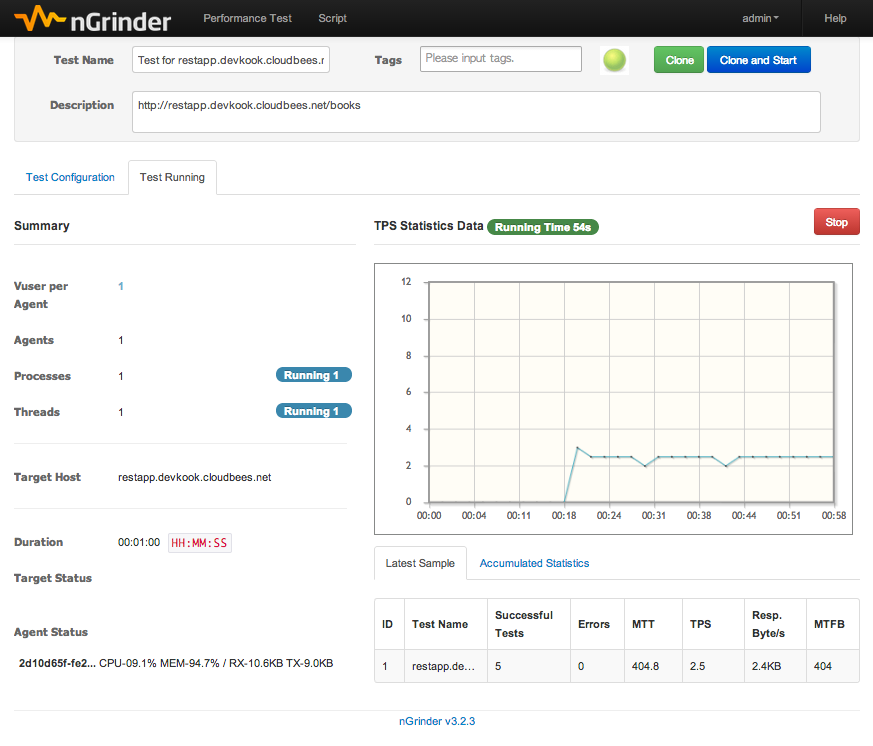 nGrinder Performance Test Script admin Help
Test Name Test for restapp.devkook.cloudbees.r Tags Please input tags. Clone Clone and Start
Description http://restapp.devkook.cloudbees.net/books
Test Configuration Test Running
Summary
Vuser per Agent 1
Agents 1
Processes 1 Running 1
Threads 1 Running 1
Target Host restapp.devkook.cloudbees.net
Duration 00:01:00 HH:MM:SS
Target Status
Agent Status
2d10d65f-fe2... CPU-09.1% MEM-94.7% / RX-10.6KB TX-9.0KB
TPS Statistics Data Running Time 54s Stop
12
10
8
6
4
2
0
00:00 00:04 00:11 00:18 00:24 00:31 00:38 00:44 00:51 00:58
Latest Sample Accumulated Statistics
ID Test Name Successful Tests Errors MTT TPS Resp. Byte/s MTFB
1 restapp.de... 5 0 404.8 2.5 2.4KB 404
nGrinder v3.2.3